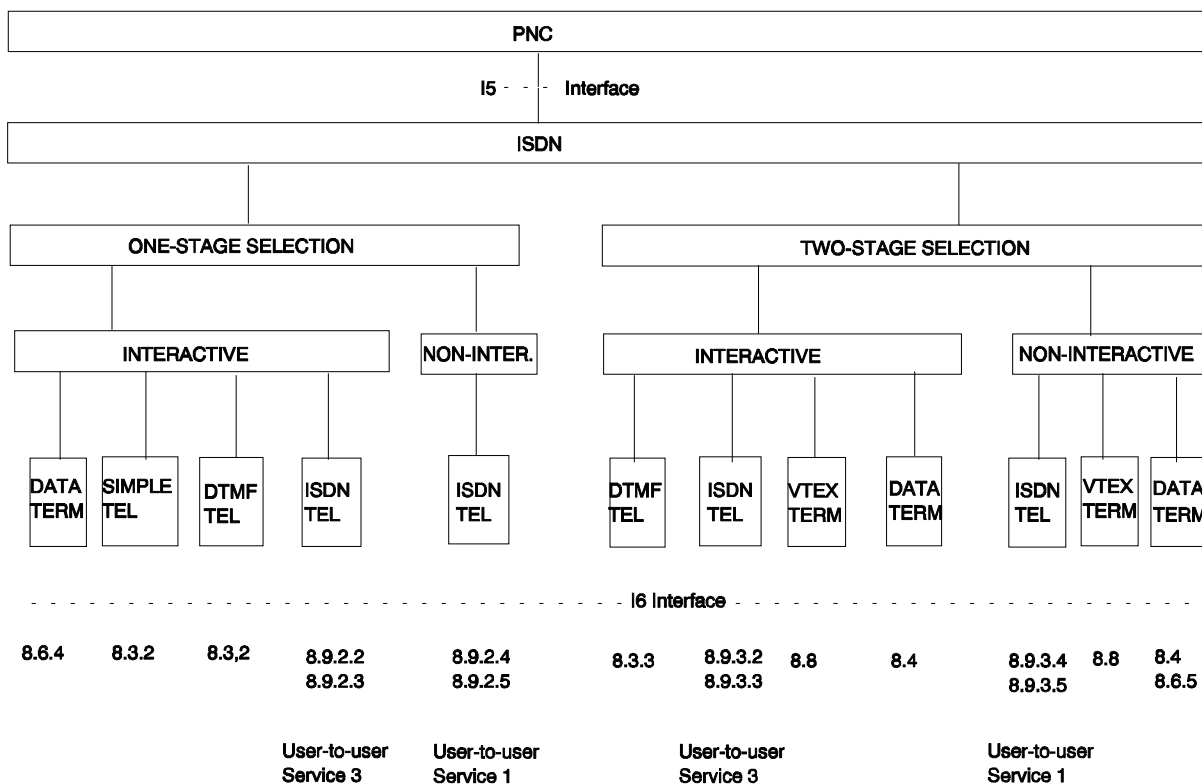 PNC
I5 - - - Interface
ISDN
ONE-STAGE SELECTION
TWO-STAGE SELECTION
INTERACTIVE
NON-INTER.
INTERACTIVE
NON-INTERACTIVE
DATA
TERM
SIMPLE
TEL
DTMF
TEL
ISDN
TEL
ISDN
TEL
DTMF
TEL
ISDN
TEL
VTEX
TERM
DATA
TERM
ISDN
TEL
VTEX
TERM
DATA
TERM
I6 Interface
8.6.4
8.3.2
8.3,2
8.9.2.2
8.9.2.3
8.9.2.4
8.9.2.5
8.3.3
8.9.3.2
8.9.3.3
8.8
8.4
8.9.3.4
8.9.3.5
8.8
8.4
8.6.5
User-to-user
Service 3
User-to-user
Service 1
User-to-user
Service 3
User-to-user
Service 1